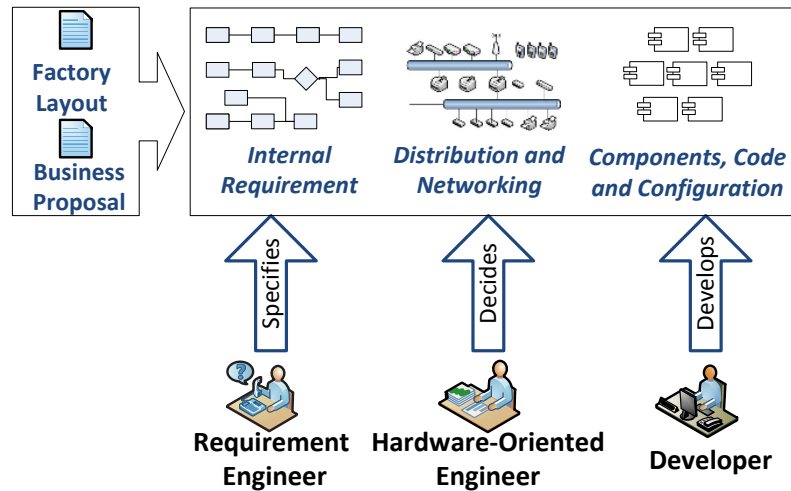 Factory
Layout
Business
Proposal
Internal
Requirement
Distribution and
Networking
Components, Code
and Configuration
Specifies
Decides
Develops
?
Requirement
Engineer
Hardware-Oriented
Engineer
Developer